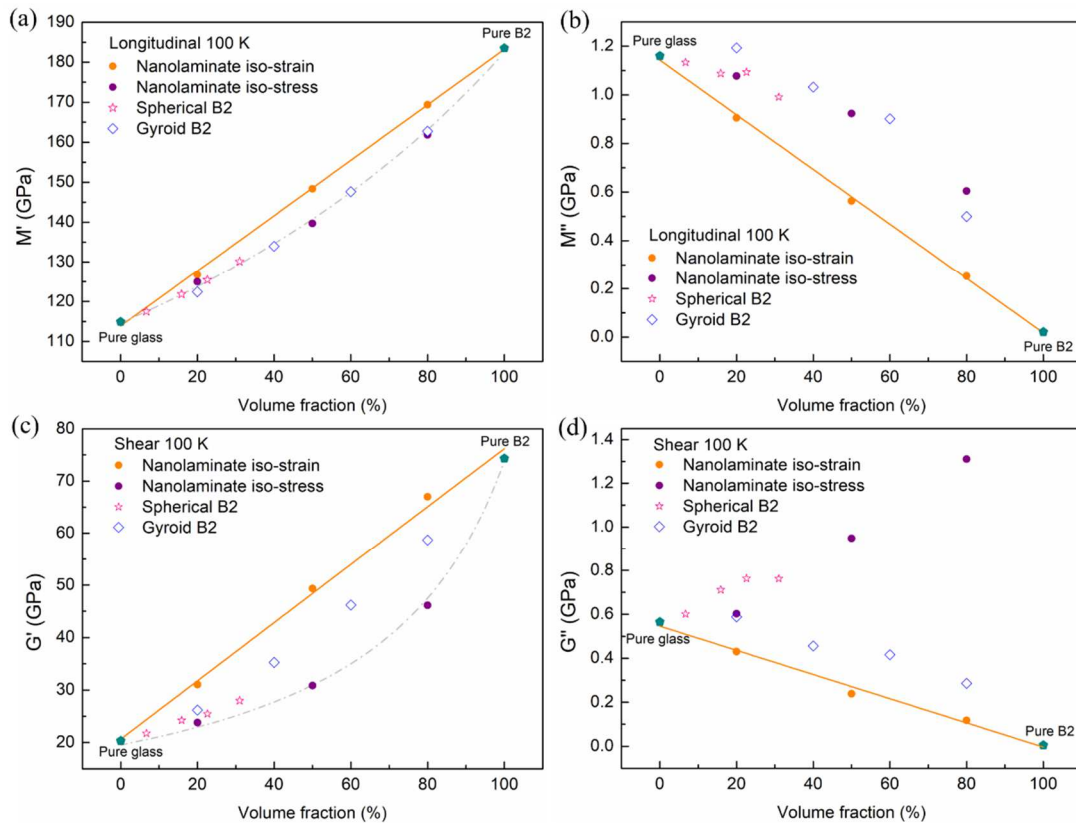 (a)
190
180
170
160
150
140
130
120
110
M' (GPa)
Longitudinal 100 K
Nanolaminate iso-strain
Nanolaminate iso-stress
Spherical B2
Gyroid B2
Pure B2
Pure glass
0 20 40 60 80 100
Volume fraction (%)
(b)
1.2
1.0
0.8
0.6
0.4
0.2
0.0
M" (GPa)
Pure glass
Longitudinal 100 K
Nanolaminate iso-strain
Nanolaminate iso-stress
Spherical B2
Gyroid B2
Pure B2
0 20 40 60 80 100
Volume fraction (%)
(c)
80
70
60
50
40
30
20
G' (GPa)
Shear 100 K
Nanolaminate iso-strain
Nanolaminate iso-stress
Spherical B2
Gyroid B2
Pure B2
Pure glass
0 20 40 60 80 100
Volume fraction (%)
(d)
1.4
1.2
1.0
0.8
0.6
0.4
0.2
0.0
G" (GPa)
Shear 100 K
Nanolaminate iso-strain
Nanolaminate iso-stress
Spherical B2
Gyroid B2
Pure glass
Pure B2
0 20 40 60 80 100
Volume fraction (%)